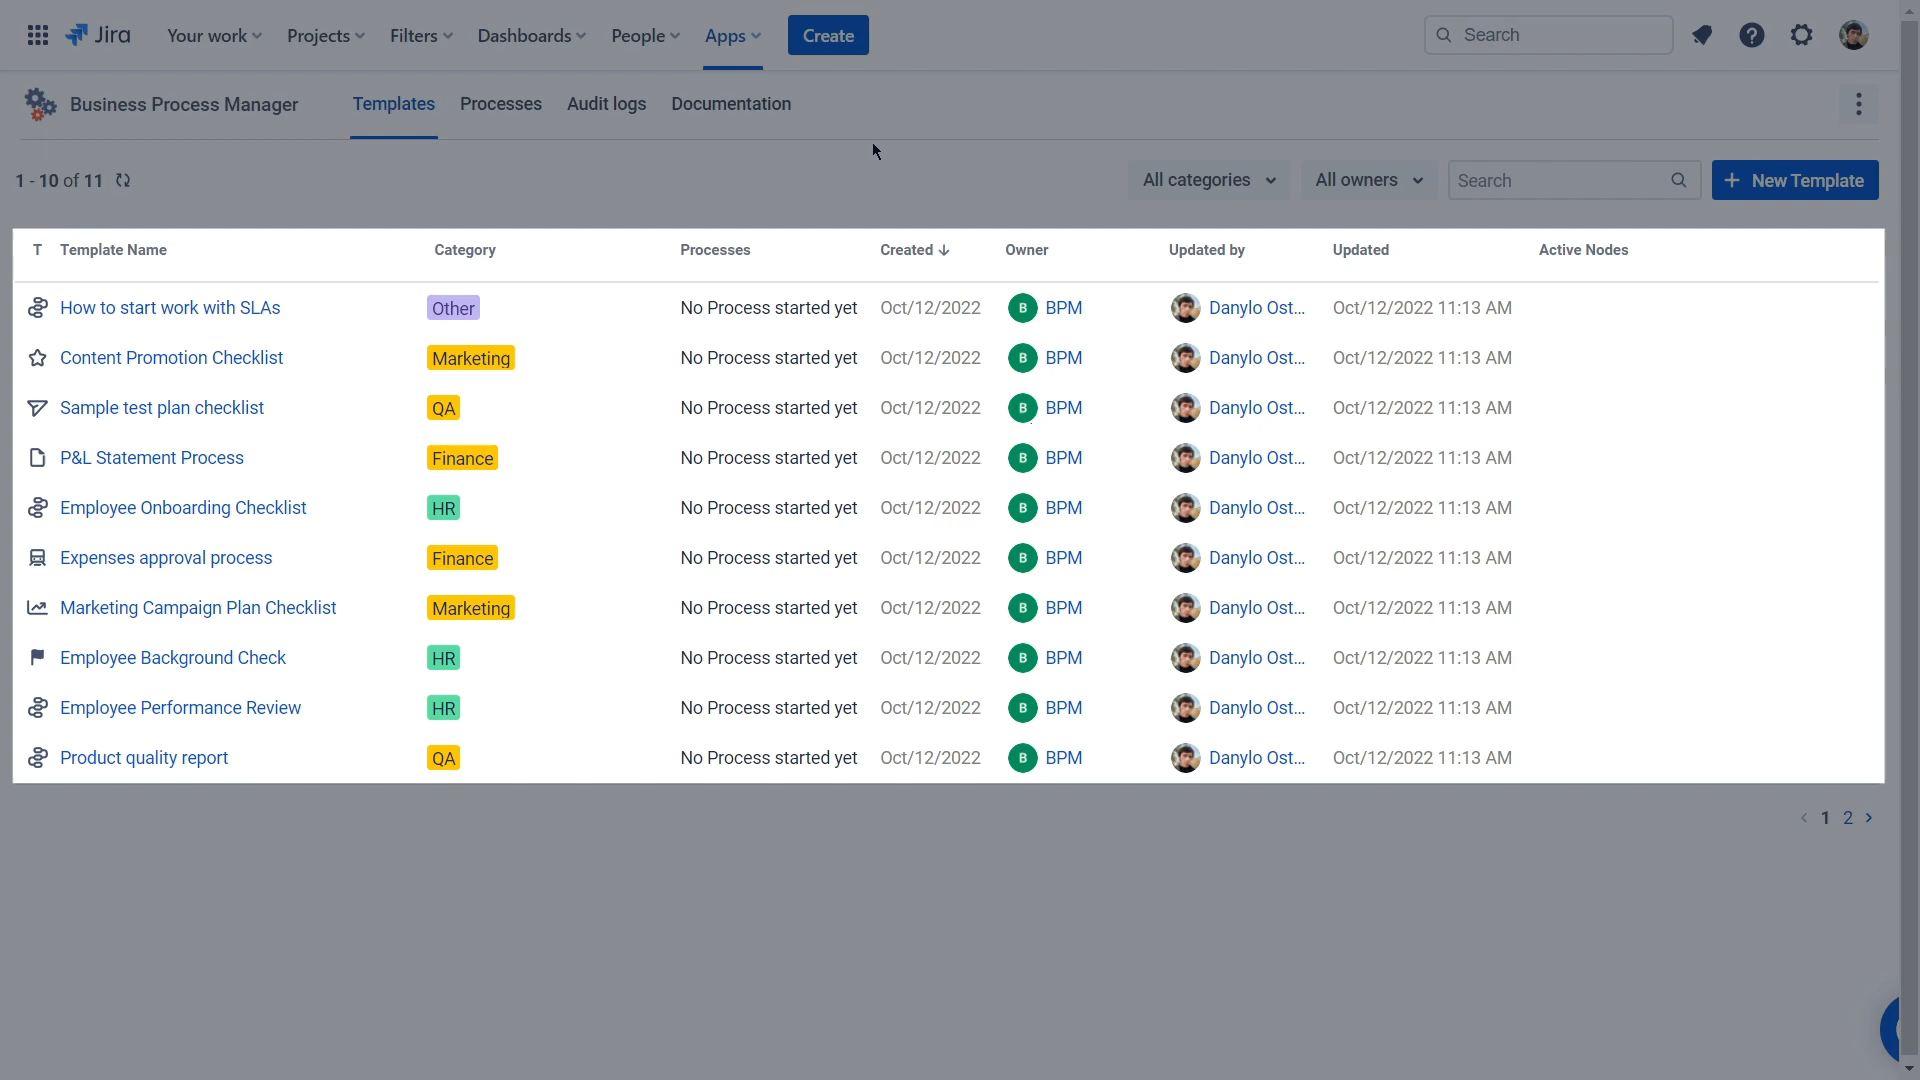 Jira Your work Projects Filters Dashboards People Apps Create Search
Business Process Manager Templates Processes Audit logs Documentation
1 - 10 of 11 All categories All owners Search + New Template
T Template Name Category Processes Created ↓ Owner Updated by Updated Active Nodes
How to start work with SLAs Other No Process started yet Oct/12/2022 B BPM Danylo Ost... Oct/12/2022 11:13 AM
Content Promotion Checklist Marketing No Process started yet Oct/12/2022 B BPM Danylo Ost... Oct/12/2022 11:13 AM
Sample test plan checklist QA No Process started yet Oct/12/2022 B BPM Danylo Ost... Oct/12/2022 11:13 AM
P&L Statement Process Finance No Process started yet Oct/12/2022 B BPM Danylo Ost... Oct/12/2022 11:13 AM
Employee Onboarding Checklist HR No Process started yet Oct/12/2022 B BPM Danylo Ost... Oct/12/2022 11:13 AM
Expenses approval process Finance No Process started yet Oct/12/2022 B BPM Danylo Ost... Oct/12/2022 11:13 AM
Marketing Campaign Plan Checklist Marketing No Process started yet Oct/12/2022 B BPM Danylo Ost... Oct/12/2022 11:13 AM
Employee Background Check HR No Process started yet Oct/12/2022 B BPM Danylo Ost... Oct/12/2022 11:13 AM
Employee Performance Review HR No Process started yet Oct/12/2022 B BPM Danylo Ost... Oct/12/2022 11:13 AM
Product quality report QA No Process started yet Oct/12/2022 B BPM Danylo Ost... Oct/12/2022 11:13 AM
1 2